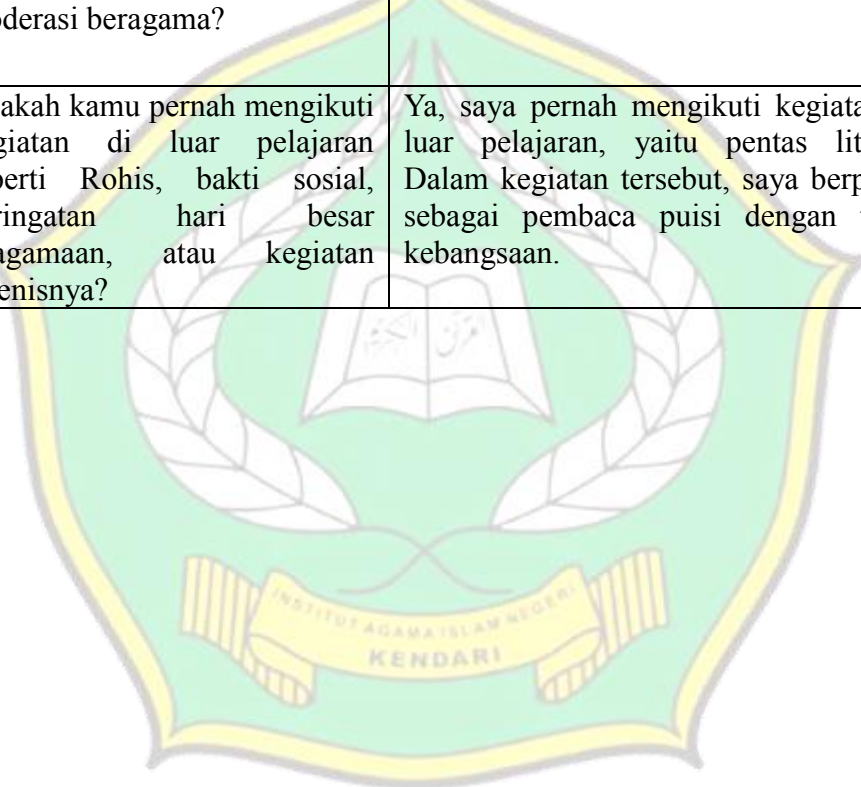 oderasi beragama?
akah kamu pernah mengikuti
giatan di luar pelajaran
perti Rohis, bakti sosial,
ringatan hari besar
agamaan, atau kegiatan
enisnya?
Ya, saya pernah mengikuti kegiata
luar pelajaran, yaitu pentas lit
Dalam kegiatan tersebut, saya berp
sebagai pembaca puisi dengan
kebangsaan.
INSTITUT AGAMA ISLAM NEGERI
KENDARI